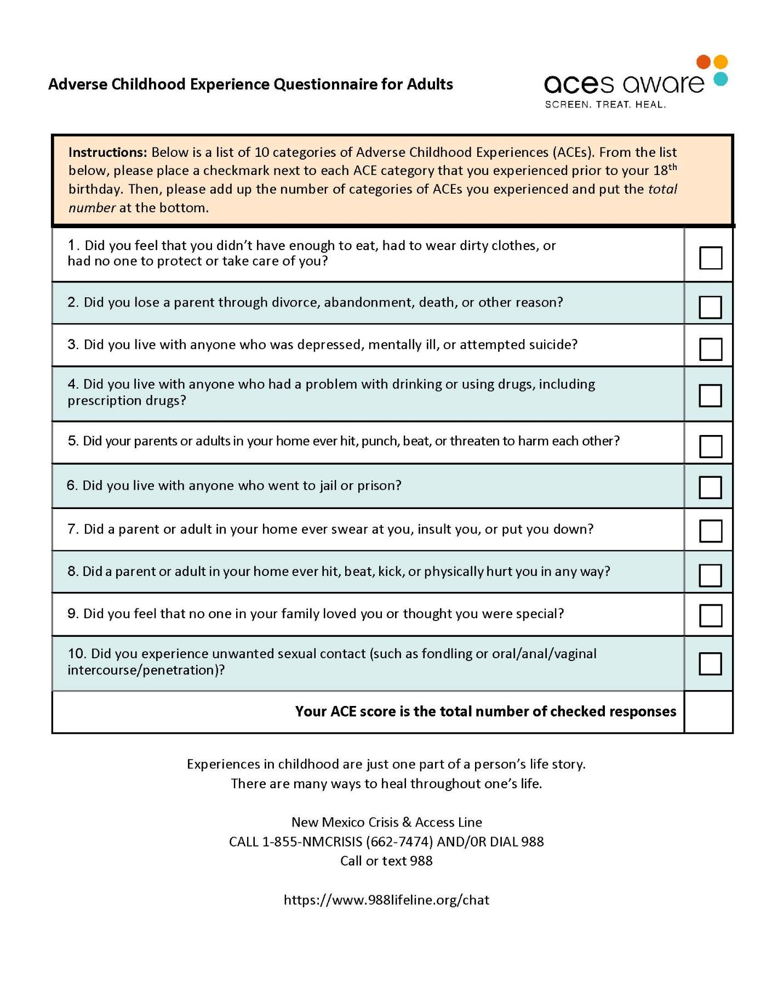 Adverse Childhood Experience Questionnaire for Adults
aces aware
SCREEN. TREAT. HEAL.
Instructions: Below is a list of 10 categories of Adverse Childhood Experiences (ACEs). From the list
below, please place a checkmark next to each ACE category that you experienced prior to your 18th
birthday. Then, please add up the number of categories of ACEs you experienced and put the total
number at the bottom.
1. Did you feel that you didn’t have enough to eat, had to wear dirty clothes, or
had no one to protect or take care of you?
2. Did you lose a parent through divorce, abandonment, death, or other reason?
3. Did you live with anyone who was depressed, mentally ill, or attempted suicide?
4. Did you live with anyone who had a problem with drinking or using drugs, including
prescription drugs?
5. Did your parents or adults in your home ever hit, punch, beat, or threaten to harm each other?
6. Did you live with anyone who went to jail or prison?
7. Did a parent or adult in your home ever swear at you, insult you, or put you down?
8. Did a parent or adult in your home ever hit, beat, kick, or physically hurt you in any way?
9. Did you feel that no one in your family loved you or thought you were special?
10. Did you experience unwanted sexual contact (such as fondling or oral/anal/vaginal
intercourse/penetration)?
Your ACE score is the total number of checked responses
Experiences in childhood are just one part of a person’s life story.
There are many ways to heal throughout one’s life.
New Mexico Crisis & Access Line
CALL 1-855-NMCRISIS (662-7474) AND/0R DIAL 988
Call or text 988
https://www.988lifeline.org/chat